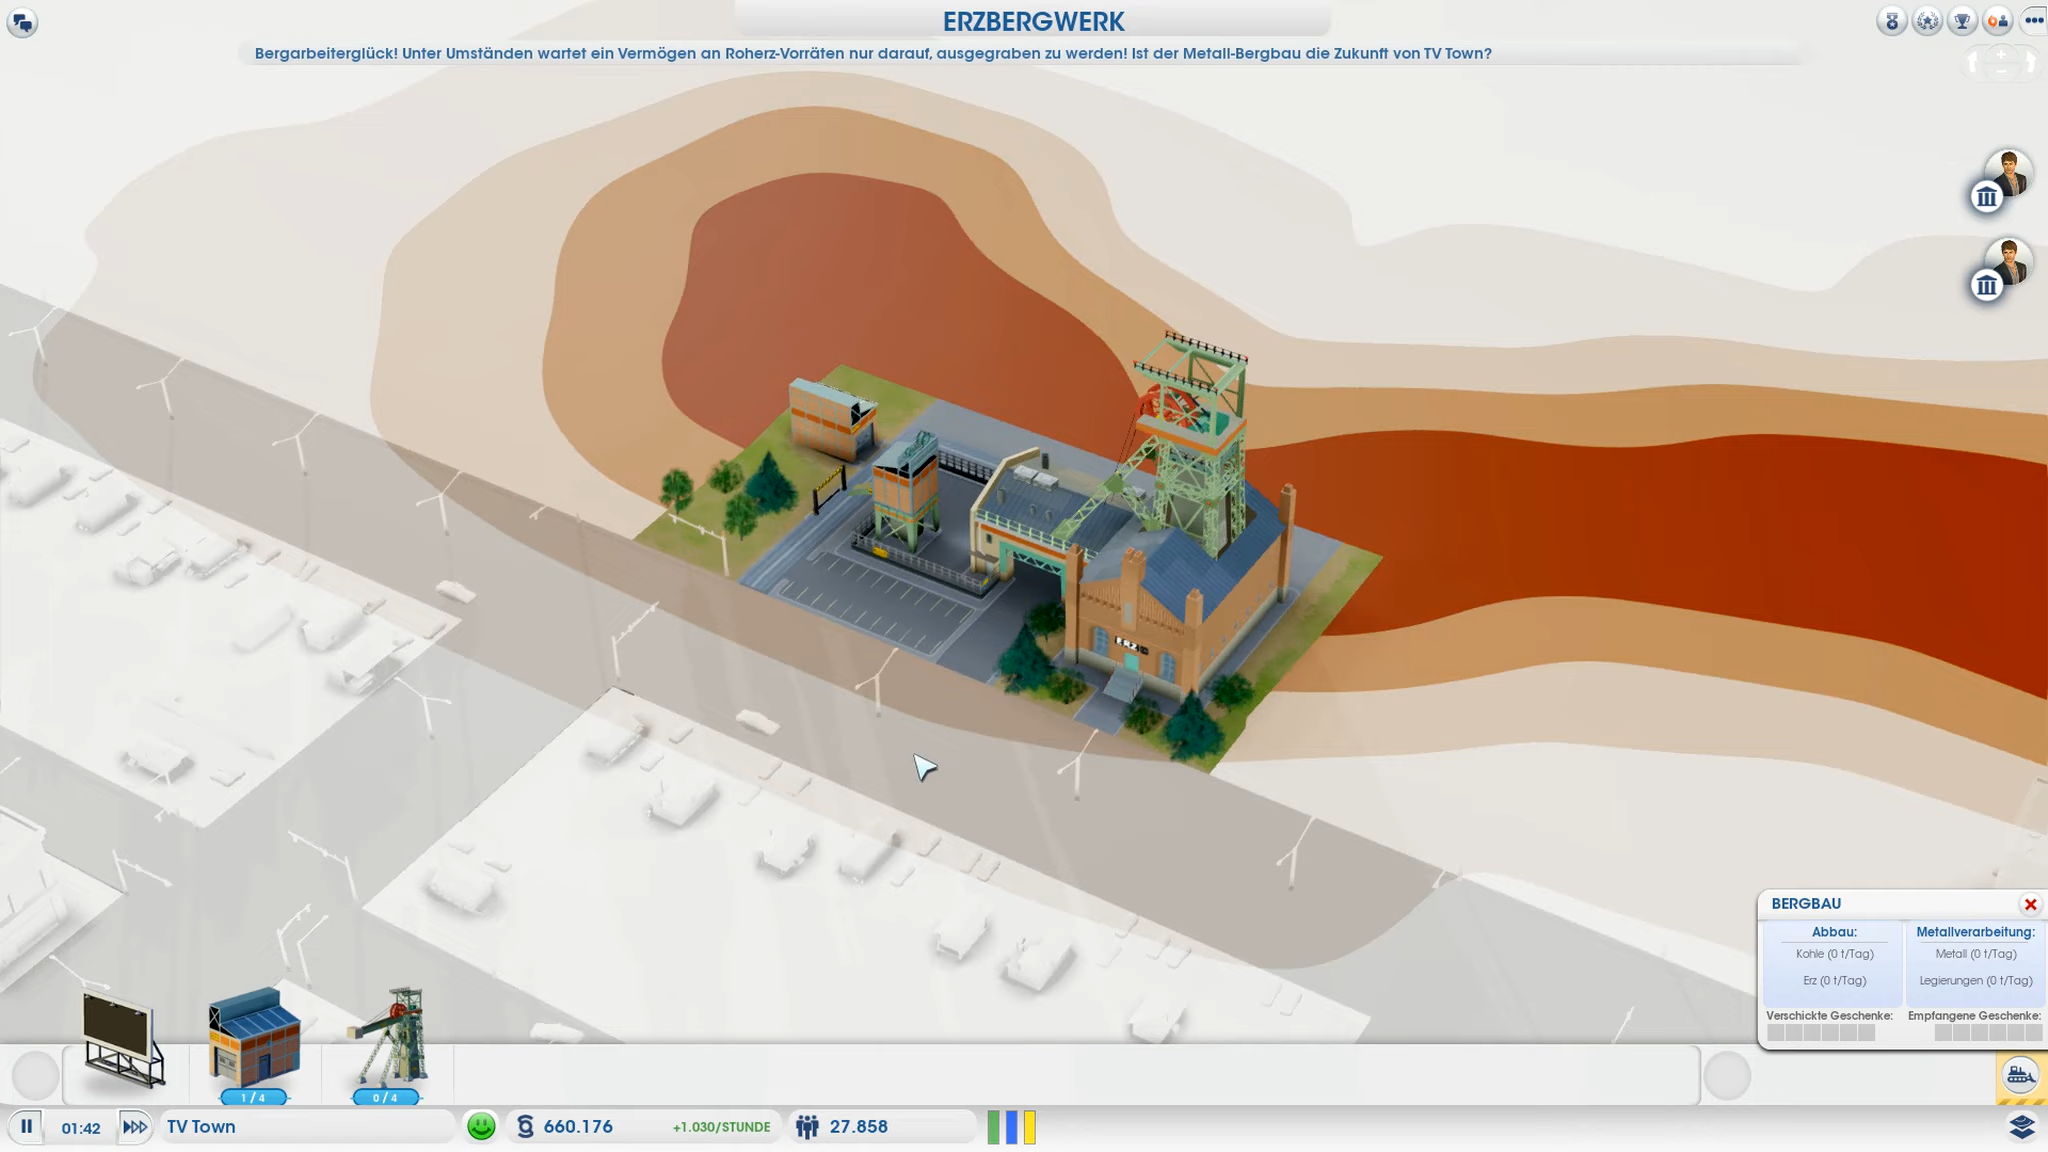 ERZBERGWERK
Bergarbeiterglück! Unter Umständen wartet ein Vermögen an Roherz-Vorräten nur darauf, ausgegraben zu werden! Ist der Metall-Bergbau die Zukunft von TV Town?
ERZ
BERGBAU
Abbau:
Metallverarbeitung:
Kohle (0 t/Tag)
Metall (0 t/Tag)
Erz (0 t/Tag)
Legierungen (0 t/Tag)
Verschickte Geschenke:
Empfangene Geschenke:
1 / 4
0 / 4
01:42
TV Town
660.176
+1.030/STUNDE
27.858